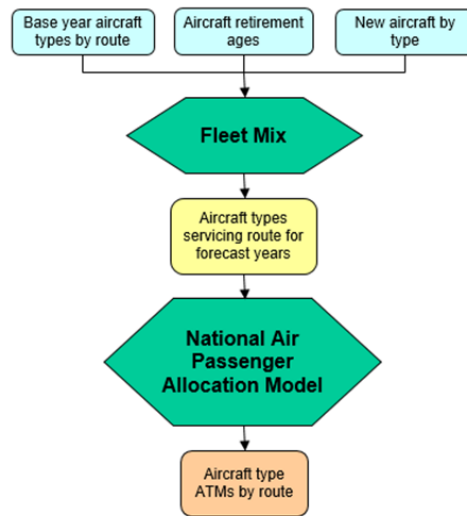 Base year aircraft
types by route
Aircraft retirement
ages
New aircraft by
type
Fleet Mix
Aircraft types
servicing route for
forecast years
National Air
Passenger
Allocation Model
Aircraft type
ATMs by route